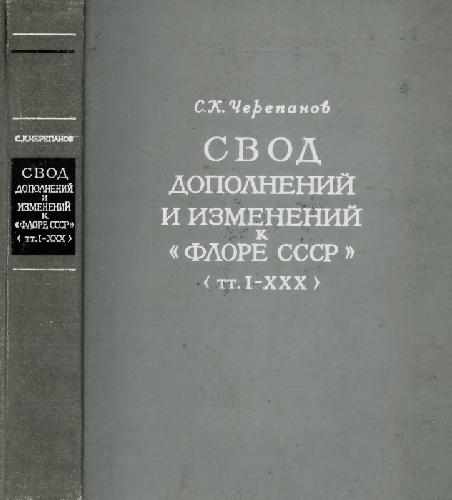 С.К.ЧЕРЕПАНОВ
СВОД
ДОПОЛНЕНИЙ
И
ИЗМЕНЕНИЙ
К
«ФЛОРЕ СССР»
(тт. I-XXX)
С.К. Черепанов
СВОД
ДОПОЛНЕНИЙ
И ИЗМЕНЕНИЙ
К
«ФЛОРЕ СССР»
(тт. I-XXX)